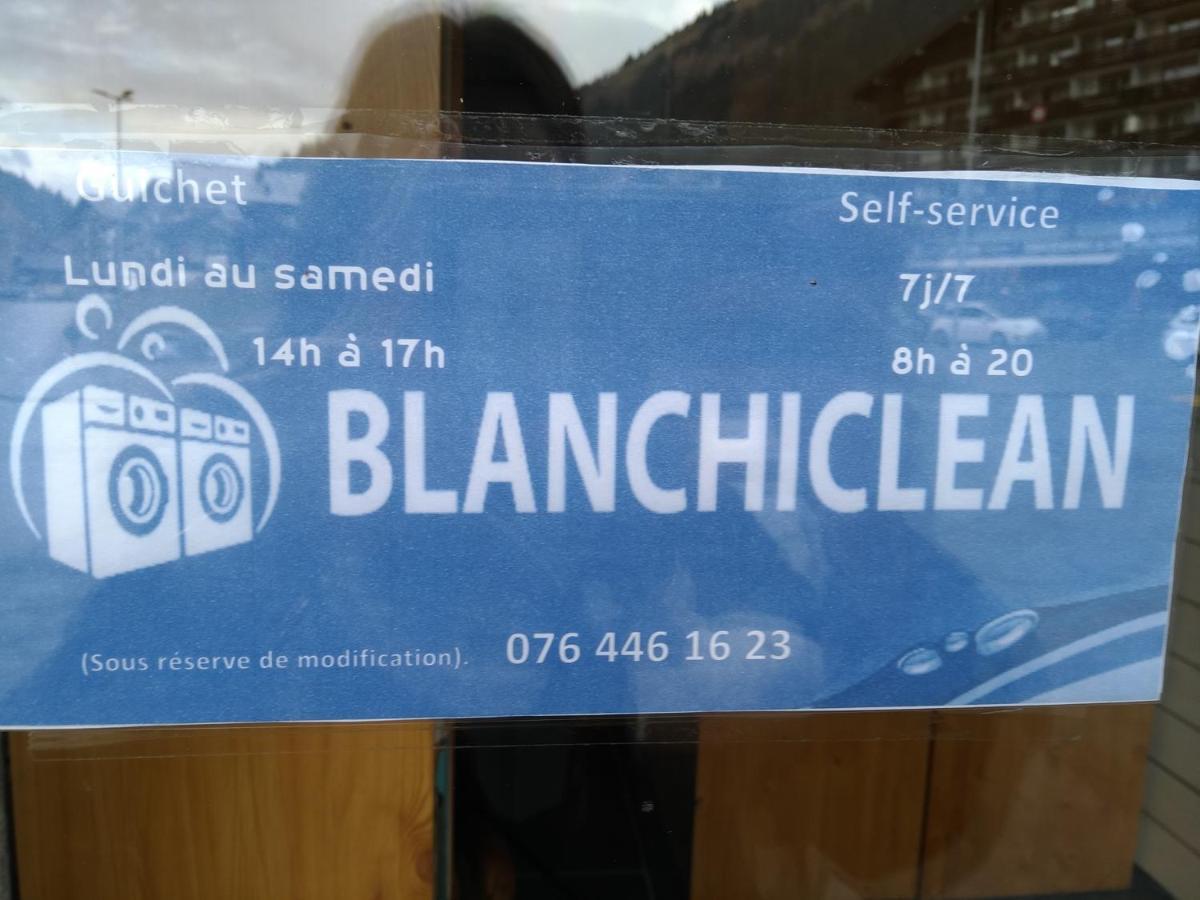 Guichet
Lundi au samedi
14h à 17h
Self-service
7j/7
8h à 20
BLANCHICLEAN
(Sous réserve de modification).
076 446 16 23